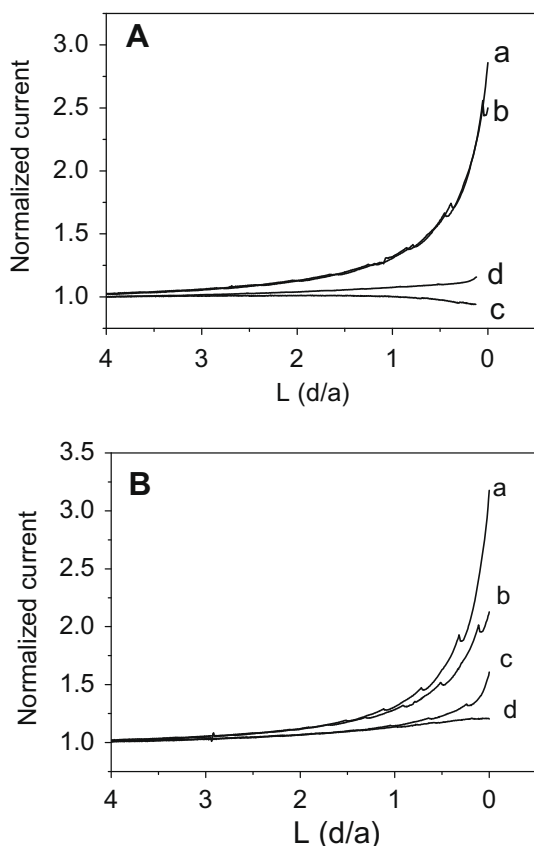 A
Normalized current
3.0
2.5
2.0
1.5
1.0
a
b
d
c
4 3 2 1 0
L (d/a)
B
Normalized current
3.5
3.0
2.5
2.0
1.5
1.0
a
b
c
d
4 3 2 1 0
L (d/a)